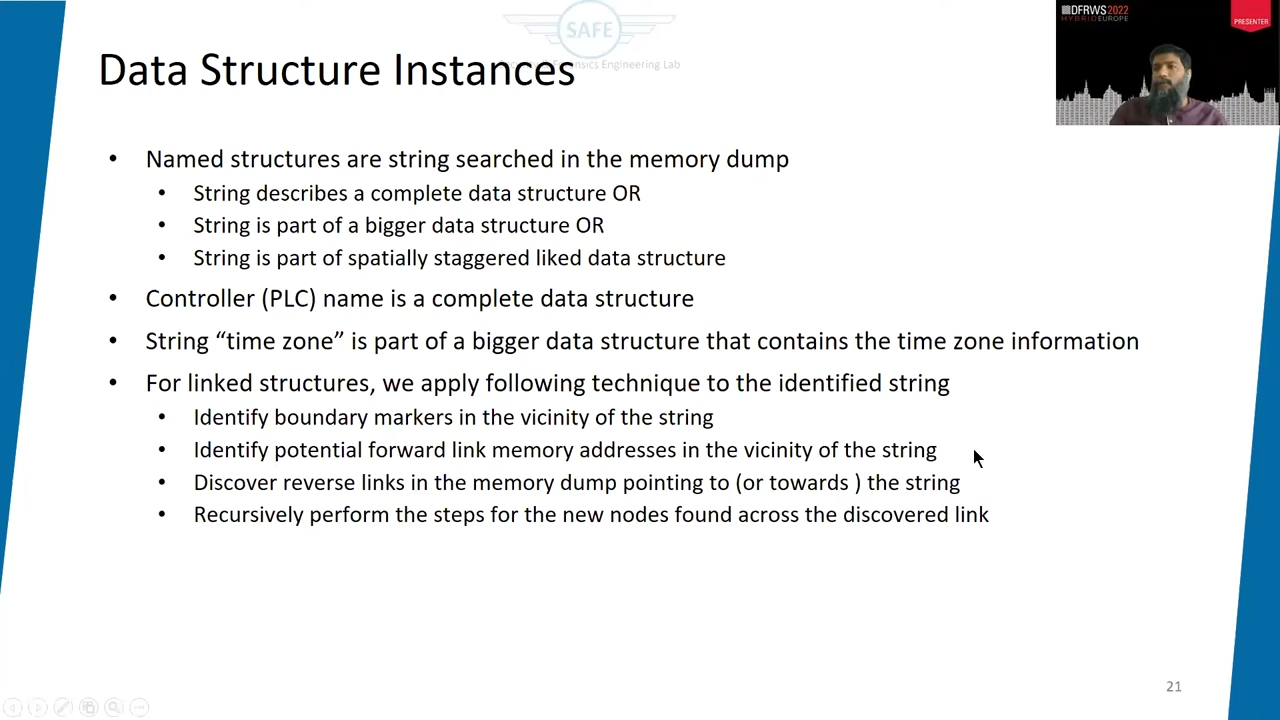 SAFE
Data Structure Instances
DFRWS2022
HYBRID EUROPE
PRESENTER
• Named structures are string searched in the memory dump
• String describes a complete data structure OR
• String is part of a bigger data structure OR
• String is part of spatially staggered liked data structure
• Controller (PLC) name is a complete data structure
• String “time zone” is part of a bigger data structure that contains the time zone information
• For linked structures, we apply following technique to the identified string
• Identify boundary markers in the vicinity of the string
• Identify potential forward link memory addresses in the vicinity of the string
• Discover reverse links in the memory dump pointing to (or towards ) the string
• Recursively perform the steps for the new nodes found across the discovered link
21